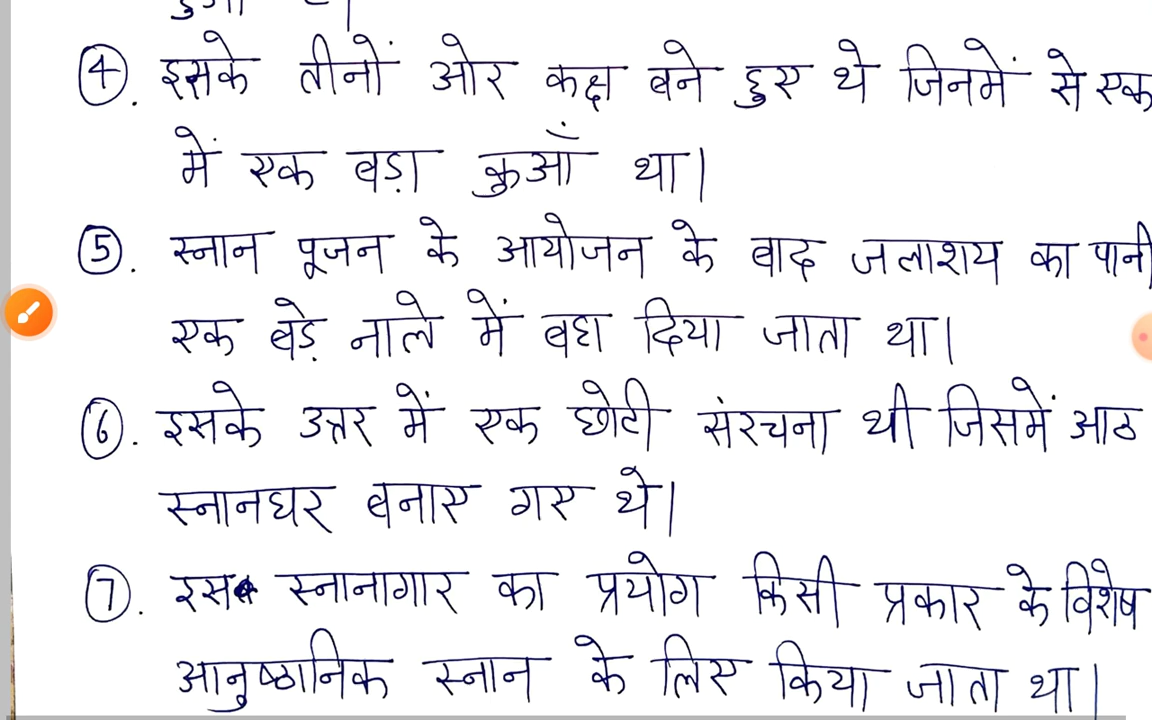 ④. इसके तीनों ओर कक्ष बने हुए थे जिनमें से एक
में एक बड़ा कुआँ था।
⑤. स्नान पूजन के आयोजन के बाद जलाशय का पानी
एक बड़े नाले में बहा दिया जाता था।
⑥. इसके उत्तर में एक छोटी संरचना थी जिसमें आठ
स्नानघर बनाए गए थे।
⑦. इस स्नानागार का प्रयोग किसी प्रकार के विशेष
आनुष्ठानिक स्नान के लिए किया जाता था।